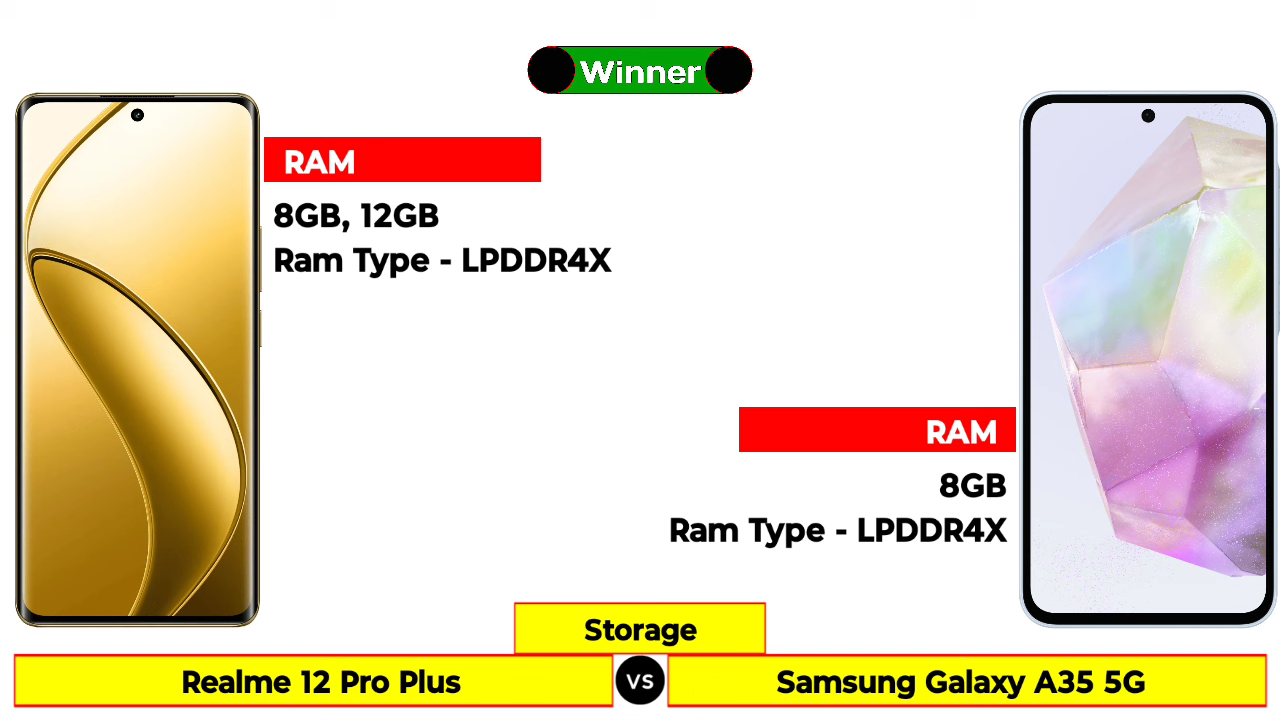 Winner
RAM
8GB, 12GB
Ram Type - LPDDR4X
RAM
8GB
Ram Type - LPDDR4X
Storage
Realme 12 Pro Plus
VS
Samsung Galaxy A35 5G